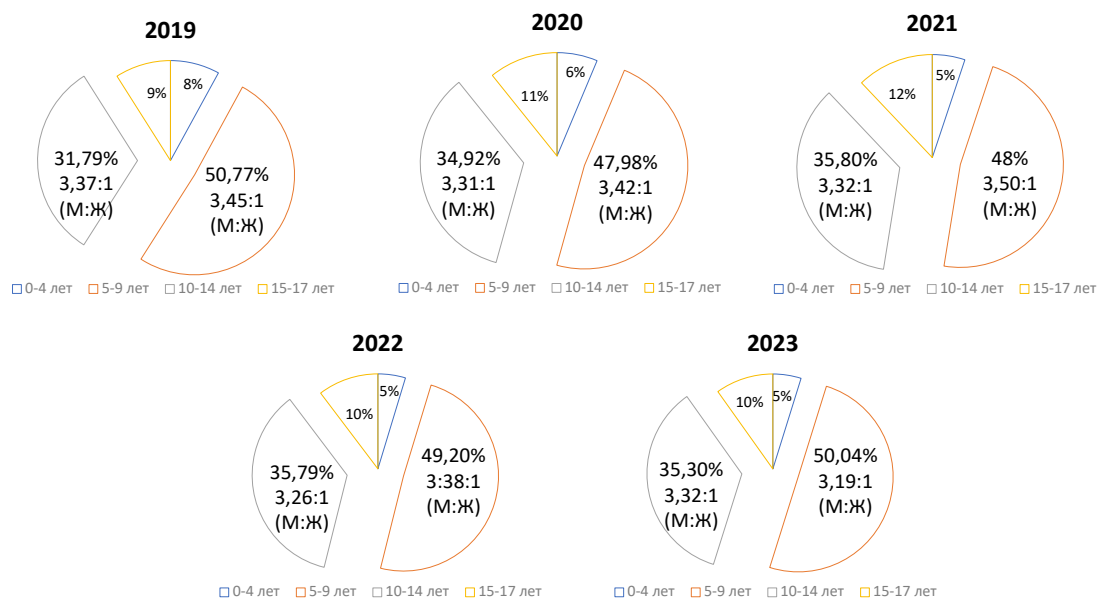 2019
8%
50,77%
3,45:1
(М:Ж)
31,79%
3,37:1
(М:Ж)
9%
0-4 лет 5-9 лет 10-14 лет 15-17 лет
2020
6%
47,98%
3,42:1
(М:Ж)
34,92%
3,31:1
(М:Ж)
11%
0-4 лет 5-9 лет 10-14 лет 15-17 лет
2021
5%
48%
3,50:1
(М:Ж)
35,80%
3,32:1
(М:Ж)
12%
0-4 лет 5-9 лет 10-14 лет 15-17 лет
2022
5%
49,20%
3:38:1
(М:Ж)
35,79%
3,26:1
(М:Ж)
10%
0-4 лет 5-9 лет 10-14 лет 15-17 лет
2023
5%
50,04%
3,19:1
(М:Ж)
35,30%
3,32:1
(М:Ж)
10%
0-4 лет 5-9 лет 10-14 лет 15-17 лет